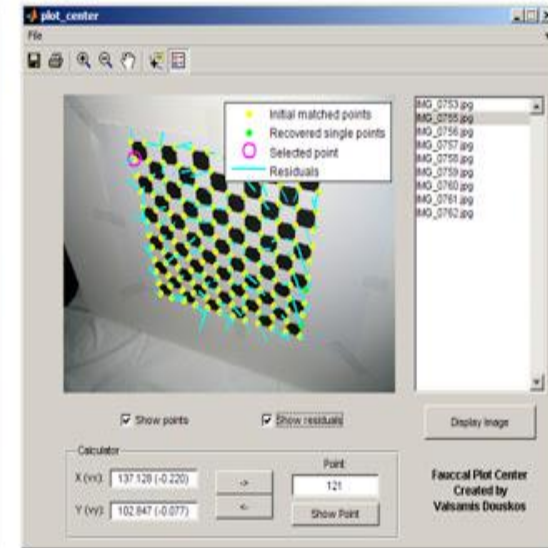 plot_center
File
Initial matched points
Recovered single points
Selected point
Residuals
IMG_0753.jpg
IMG_0755.jpg
IMG_0756.jpg
IMG_0757.jpg
IMG_0758.jpg
IMG_0759.jpg
IMG_0760.jpg
IMG_0761.jpg
IMG_0762.jpg
Show points
Show residuals
Display Image
Calculator
X (vx): 137.128 (-0.220)
->
Point
121
Y (vy): 102.847 (-0.077)
<-
Show Point
Fauccal Plot Center
Created by
Valsamis Douskos